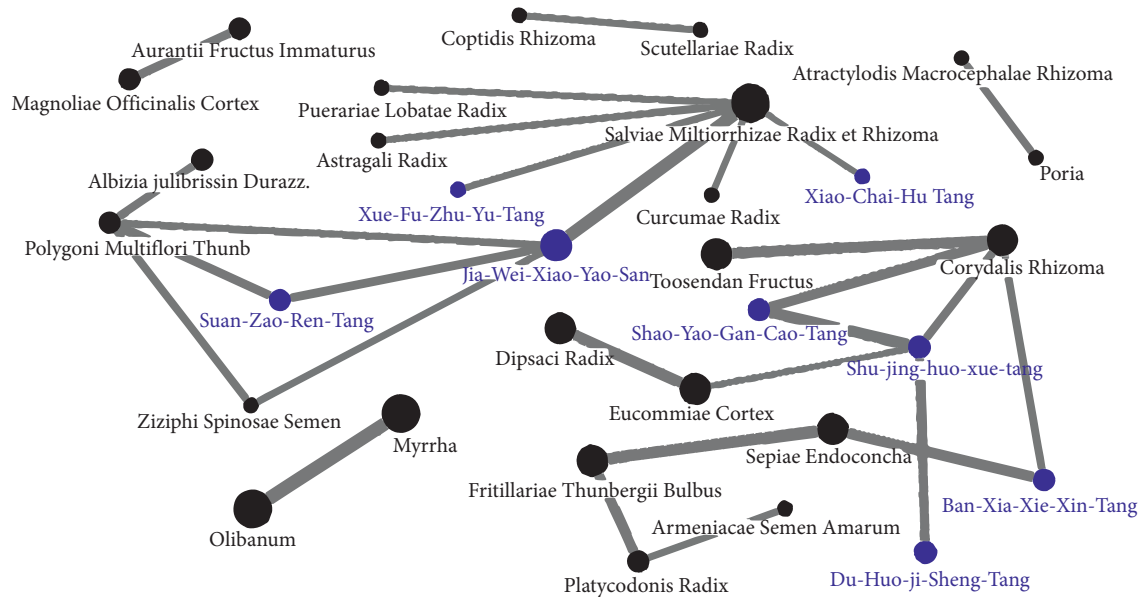 Coptidis Rhizoma
Aurantii Fructus Immaturus
Scutellariae Radix
Atractylodis Macrocephalae Rhizoma
Magnoliae Officinalis Cortex
Puerariae Lobatae Radix
Salviae Miltiorrhizae Radix et Rhizoma
Astragali Radix
Poria
Albizia julibrissin Durazz.
Xiao-Chai-Hu Tang
Xue-Fu-Zhu-Yu-Tang
Curcumae Radix
Polygoni Multiflori Thunb
Corydalis Rhizoma
Jia-Wei-Xiao-Yao-San
Toosendan Fructus
Suan-Zao-Ren-Tang
Shao-Yao-Gan-Cao-Tang
Dipsaci Radix
Shu-jing-huo-xue-tang
Eucommiae Cortex
Ziziphi Spinosae Semen
Myrrha
Sepiae Endoconcha
Fritillariae Thunbergii Bulbus
Ban-Xia-Xie-Xin-Tang
Armeniacae Semen Amarum
Olibanum
Du-Huo-ji-Sheng-Tang
Platycodonis Radix